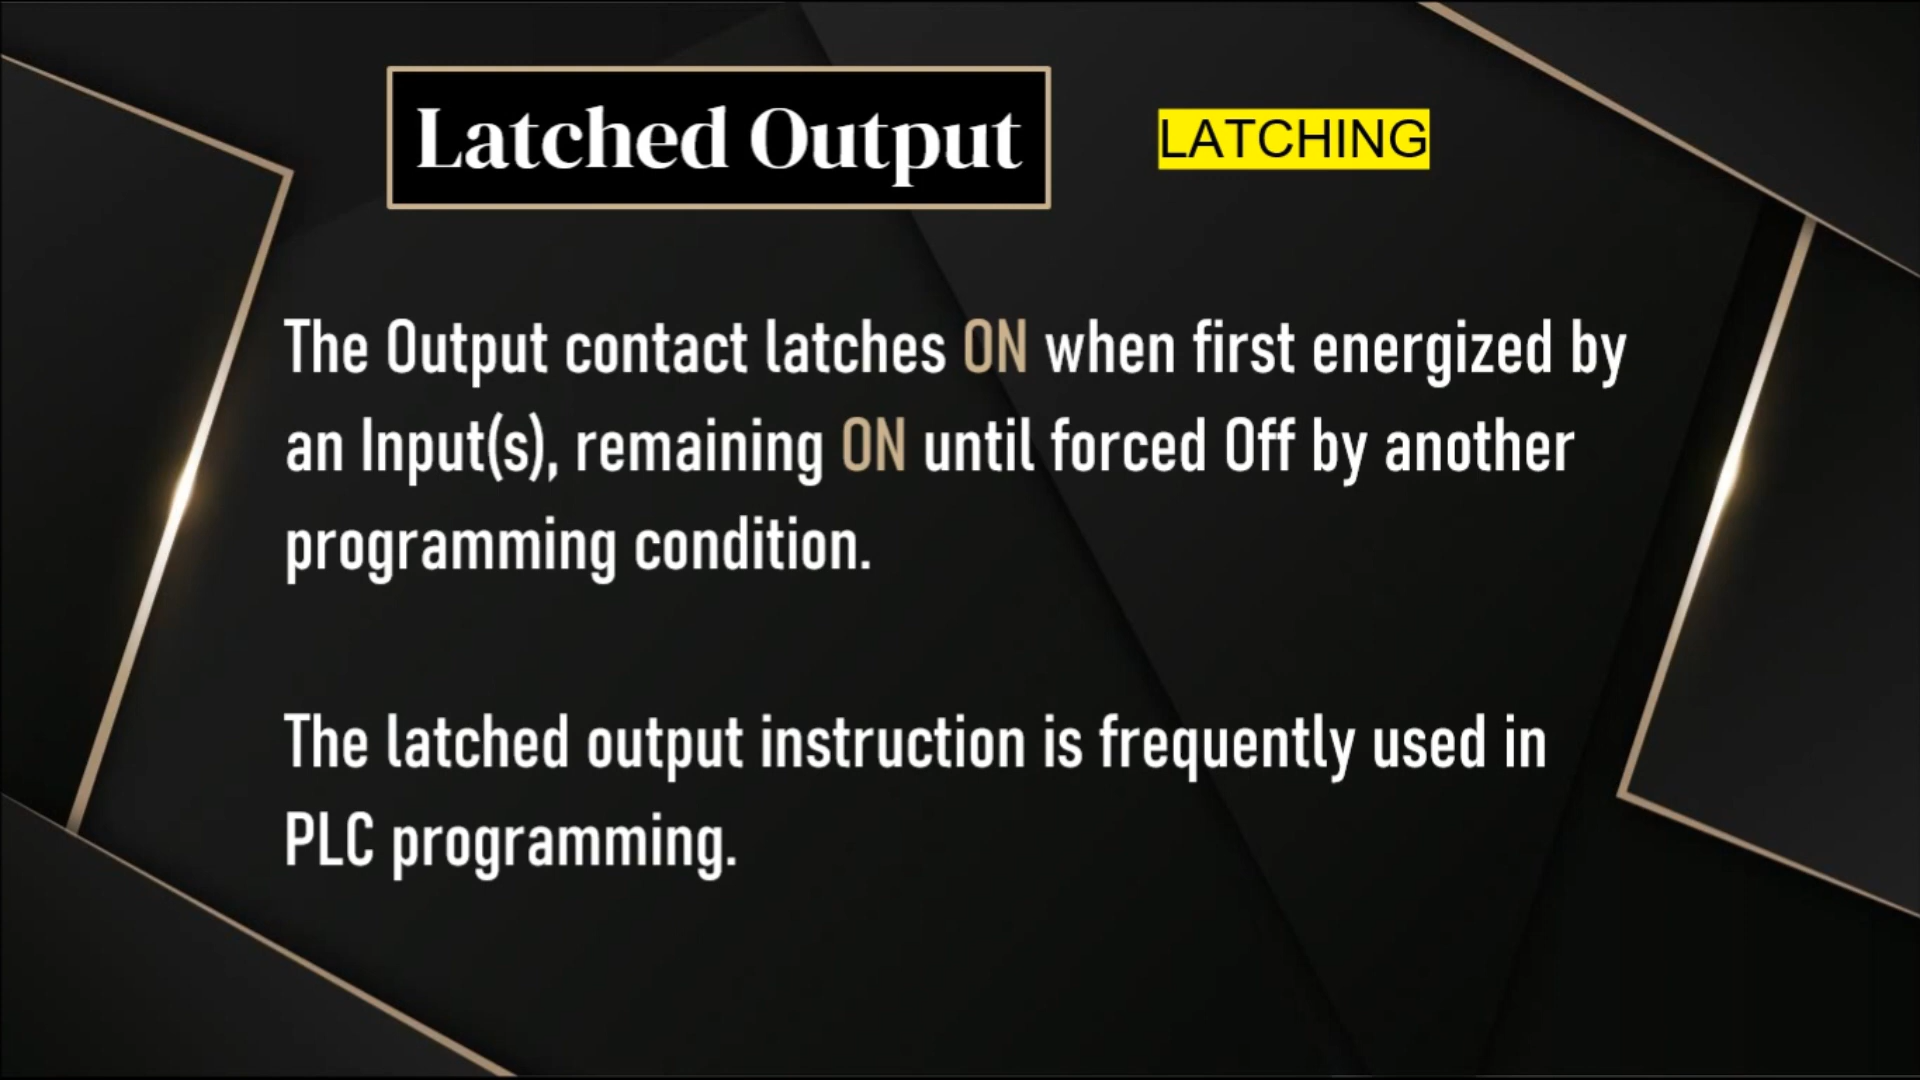 Latched Output
LATCHING
The Output contact latches ON when first energized by
an Input(s), remaining ON until forced Off by another
programming condition.
The latched output instruction is frequently used in
PLC programming.